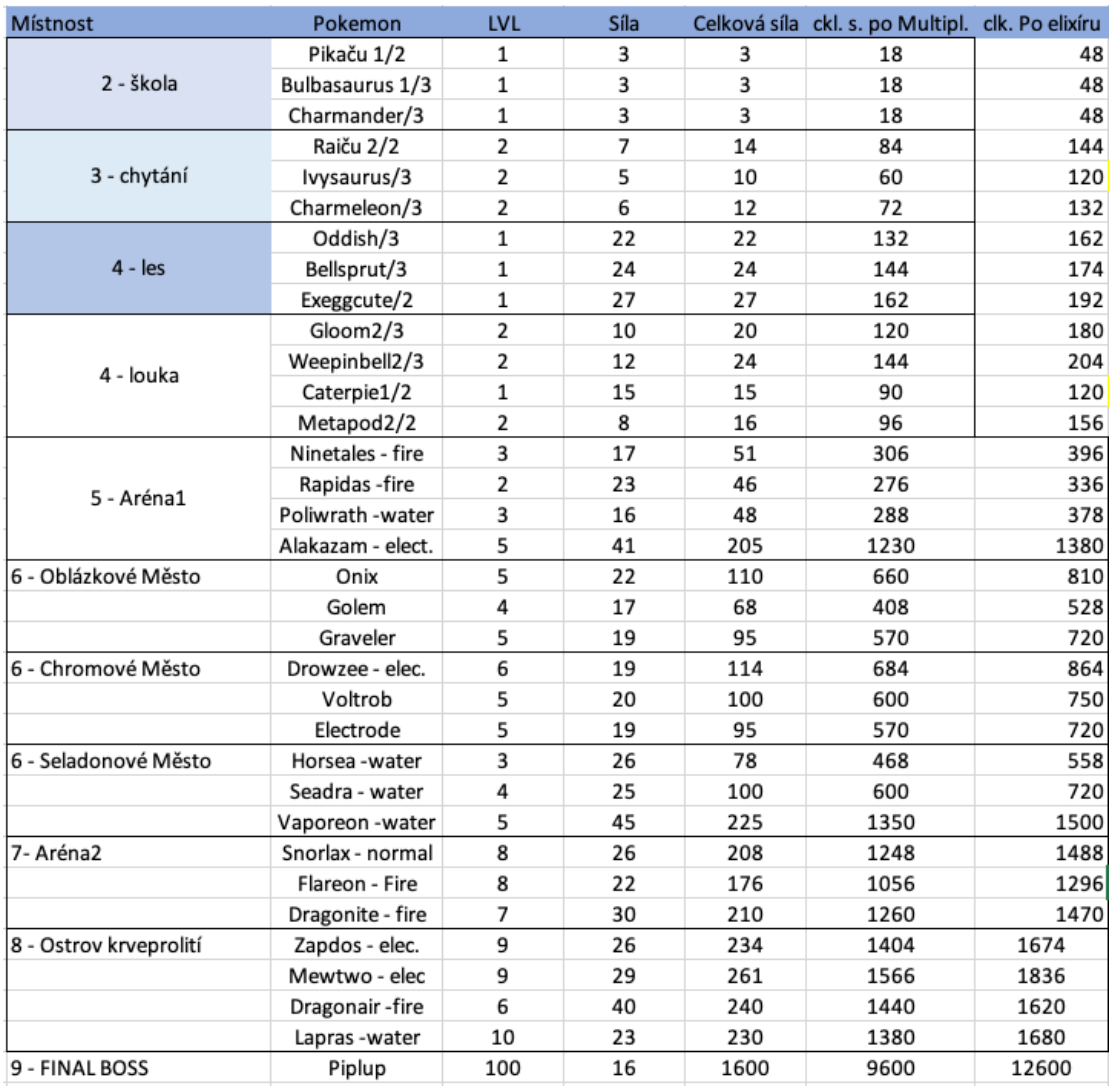 Místnost Pokemon LVL Síla Celková síla ckl. s. po Multipl. clk. Po elixíru
2 - škola Pikaču 1/2 1 3 3 18 48
Bulbasaurus 1/3 1 3 3 18 48
Charmander/3 1 3 3 18 48
3 - chytání Raiču 2/2 2 7 14 84 144
Ivysaurus/3 2 5 10 60 120
Charmeleon/3 2 6 12 72 132
4 - les Oddish/3 1 22 22 132 162
Bellsprut/3 1 24 24 144 174
Exeggcute/2 1 27 27 162 192
4 - louka Gloom2/3 2 10 20 120 180
Weepinbell2/3 2 12 24 144 204
Caterpie1/2 1 15 15 90 120
Metapod2/2 2 8 16 96 156
5 - Aréna1 Ninetales - fire 3 17 51 306 396
Rapidas -fire 2 23 46 276 336
Poliwrath -water 3 16 48 288 378
Alakazam - elect. 5 41 205 1230 1380
6 - Oblázkové Město Onix 5 22 110 660 810
Golem 4 17 68 408 528
Graveler 5 19 95 570 720
6 - Chromové Město Drowzee - elec. 6 19 114 684 864
Voltrob 5 20 100 600 750
Electrode 5 19 95 570 720
6 - Seladonové Město Horsea -water 3 26 78 468 558
Seadra - water 4 25 100 600 720
Vaporeon -water 5 45 225 1350 1500
7- Aréna2 Snorlax - normal 8 26 208 1248 1488
Flareon - Fire 8 22 176 1056 1296
Dragonite - fire 7 30 210 1260 1470
8 - Ostrov krveprolití Zapdos - elec. 9 26 234 1404 1674
Mewtwo - elec 9 29 261 1566 1836
Dragonair -fire 6 40 240 1440 1620
Lapras -water 10 23 230 1380 1680
9 - FINAL BOSS Piplup 100 16 1600 9600 12600